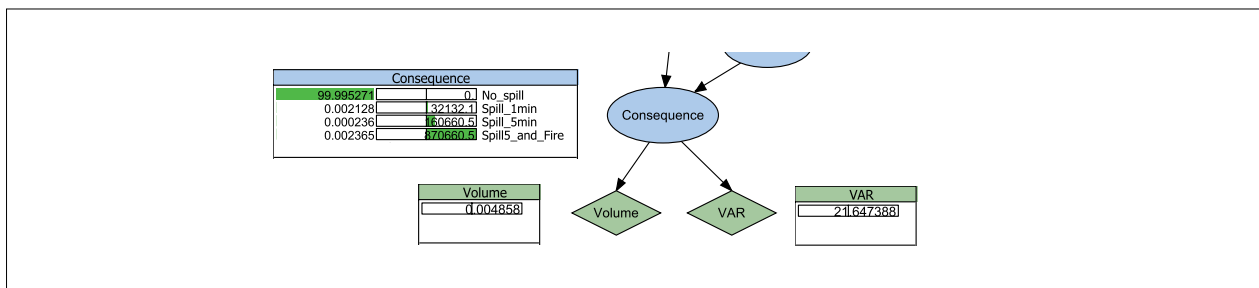 Consequence
99.995271 0. No_spill
0.002128 32132.1 Spill_1min
0.000236 160660.5 Spill_5min
0.002365 870660.5 Spill5_and_Fire
Consequence
Volume
0.004858
Volume
VAR
VAR
21.647388